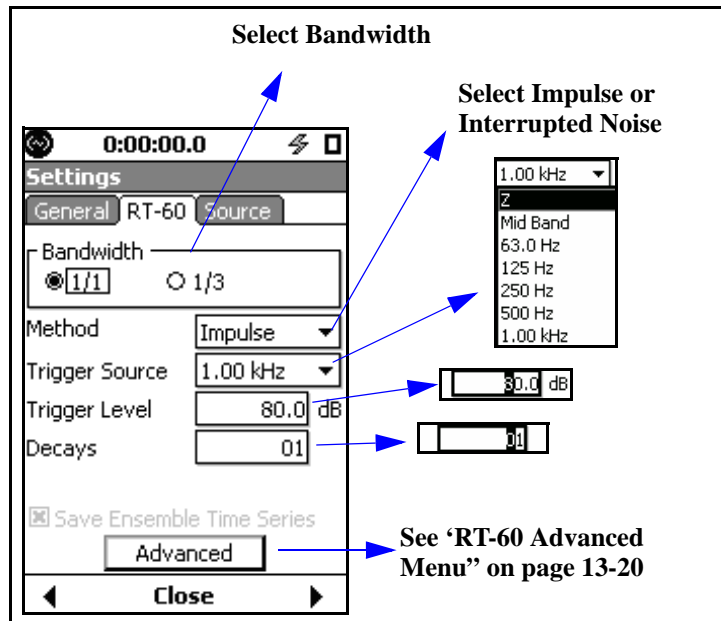 Select Bandwidth
Select Impulse or
Interrupted Noise
0:00:00.0
Settings
General RT-60 Source
Bandwidth
1/1 1/3
Method Impulse
Trigger Source 1.00 kHz
Trigger Level 80.0 dB
Decays 01
Save Ensemble Time Series
Advanced
Close
1.00 kHz
Z
Mid Band
63.0 Hz
125 Hz
250 Hz
500 Hz
1.00 kHz
80.0 dB
01
See ‘RT-60 Advanced
Menu” on page 13-20